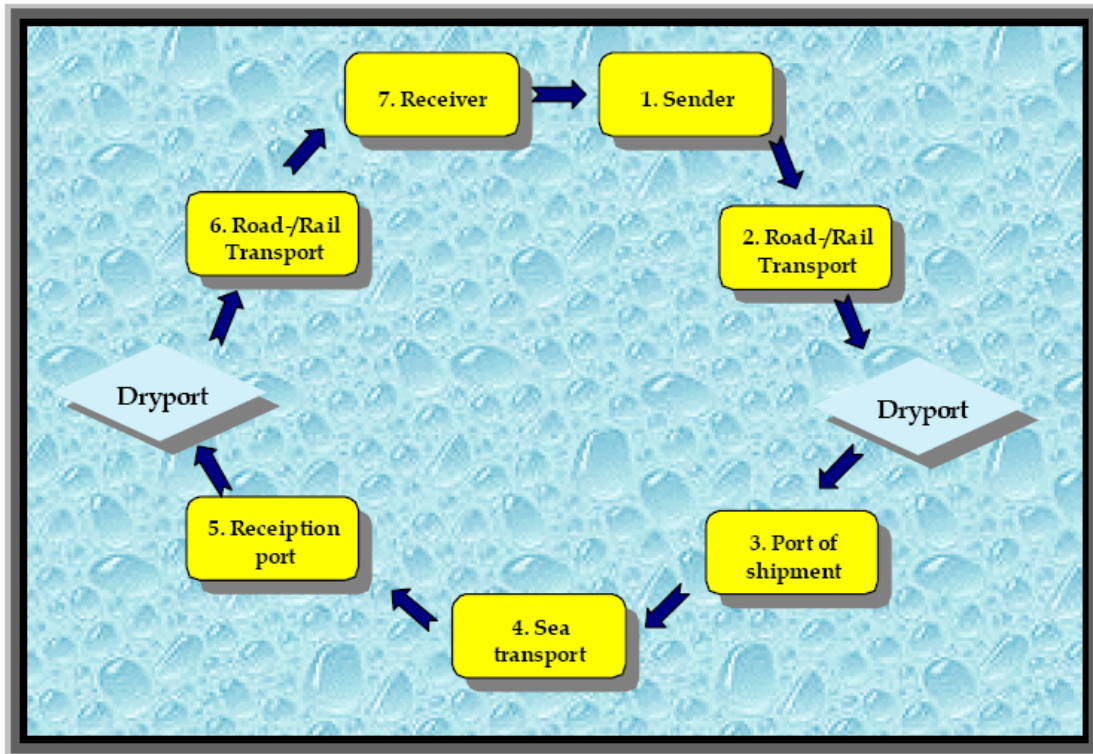 7. Receiver
1. Sender
6. Road-/Rail
Transport
2. Road-/Rail
Transport
Dryport
Dryport
5. Receiption
port
3. Port of
shipment
4. Sea
transport